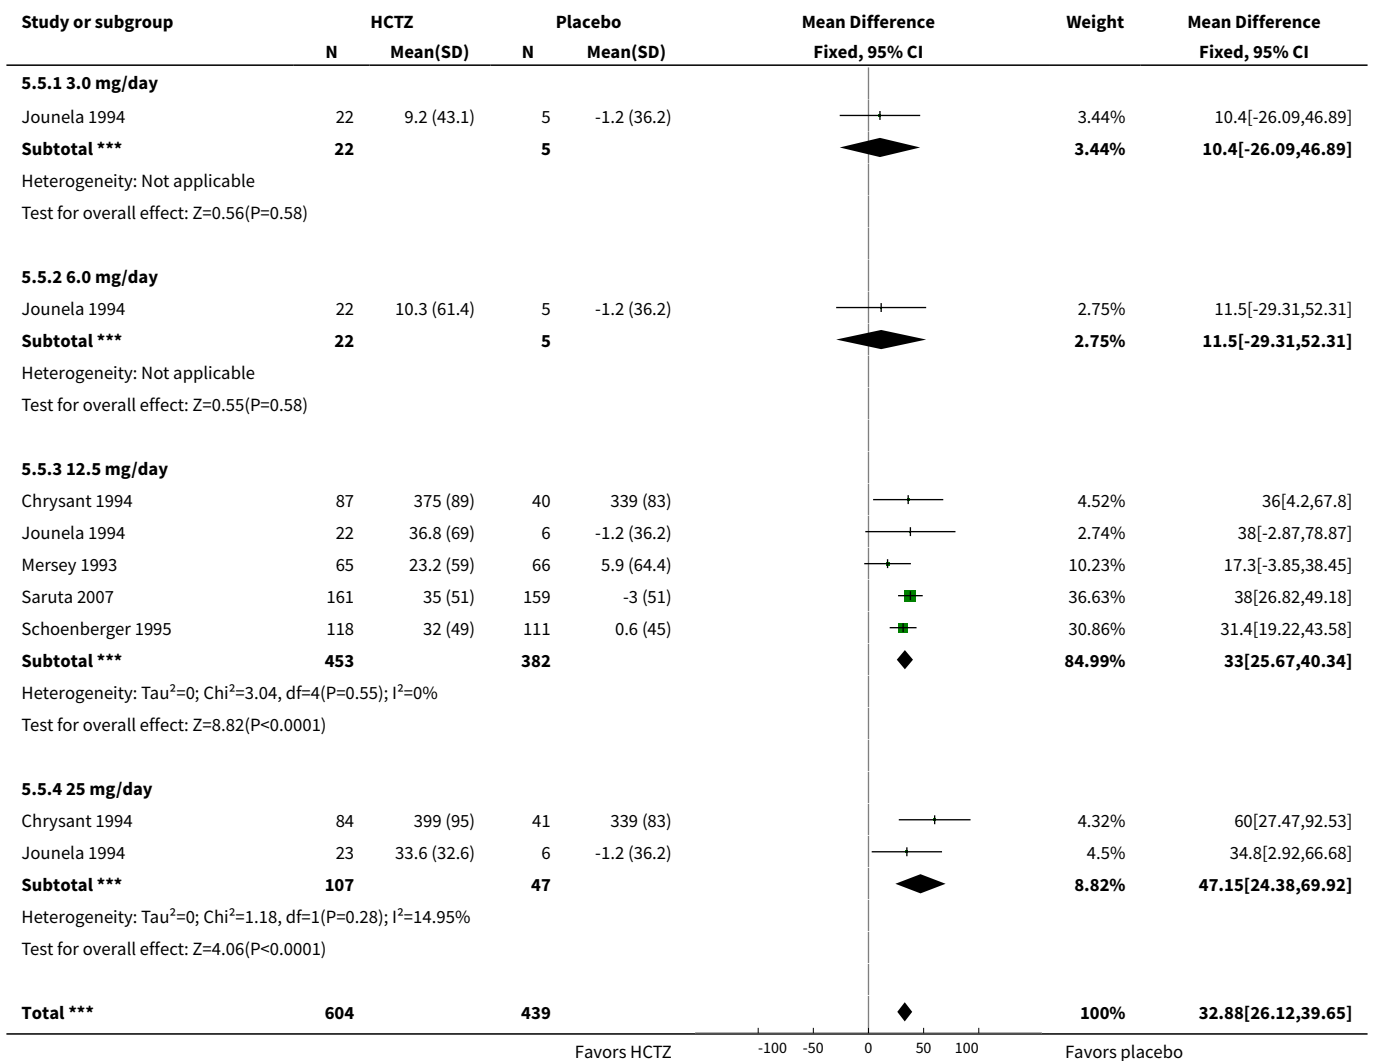 Study or subgroup HCTZ Placebo Mean Difference Weight Mean Difference
N Mean(SD) N Mean(SD) Fixed, 95% CI Fixed, 95% CI
5.5.1 3.0 mg/day
Jounela 1994 22 9.2 (43.1) 5 -1.2 (36.2) 3.44% 10.4[-26.09,46.89]
Subtotal *** 22 5 3.44% 10.4[-26.09,46.89]
Heterogeneity: Not applicable
Test for overall effect: Z=0.56(P=0.58)
5.5.2 6.0 mg/day
Jounela 1994 22 10.3 (61.4) 5 -1.2 (36.2) 2.75% 11.5[-29.31,52.31]
Subtotal *** 22 5 2.75% 11.5[-29.31,52.31]
Heterogeneity: Not applicable
Test for overall effect: Z=0.55(P=0.58)
5.5.3 12.5 mg/day
Chrysant 1994 87 375 (89) 40 339 (83) 4.52% 36[4.2,67.8]
Jounela 1994 22 36.8 (69) 6 -1.2 (36.2) 2.74% 38[-2.87,78.87]
Mersey 1993 65 23.2 (59) 66 5.9 (64.4) 10.23% 17.3[-3.85,38.45]
Saruta 2007 161 35 (51) 159 -3 (51) 36.63% 38[26.82,49.18]
Schoenberger 1995 118 32 (49) 111 0.6 (45) 30.86% 31.4[19.22,43.58]
Subtotal *** 453 382 84.99% 33[25.67,40.34]
Heterogeneity: Tau²=0; Chi²=3.04, df=4(P=0.55); I²=0%
Test for overall effect: Z=8.82(P<0.0001)
5.5.4 25 mg/day
Chrysant 1994 84 399 (95) 41 339 (83) 4.32% 60[27.47,92.53]
Jounela 1994 23 33.6 (32.6) 6 -1.2 (36.2) 4.5% 34.8[2.92,66.68]
Subtotal *** 107 47 8.82% 47.15[24.38,69.92]
Heterogeneity: Tau²=0; Chi²=1.18, df=1(P=0.28); I²=14.95%
Test for overall effect: Z=4.06(P<0.0001)
Total *** 604 439 100% 32.88[26.12,39.65]
Favors HCTZ -100 -50 0 50 100 Favors placebo